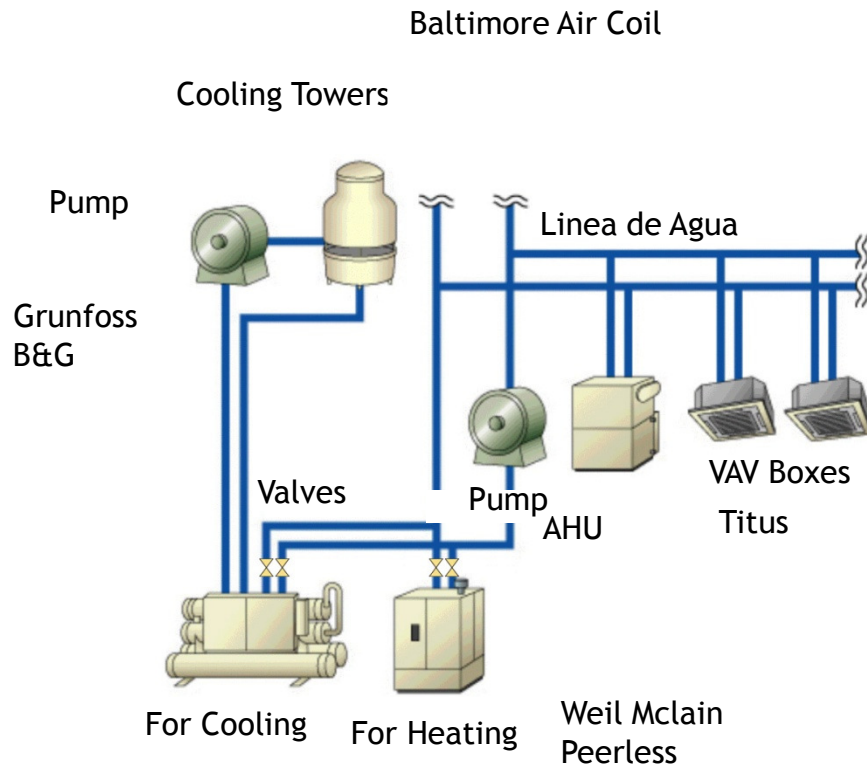 Baltimore Air Coil
Cooling Towers
Pump
Linea de Agua
Grunfoss
B&G
Valves
Pump
AHU
VAV Boxes
Titus
For Cooling
For Heating
Weil Mclain
Peerless